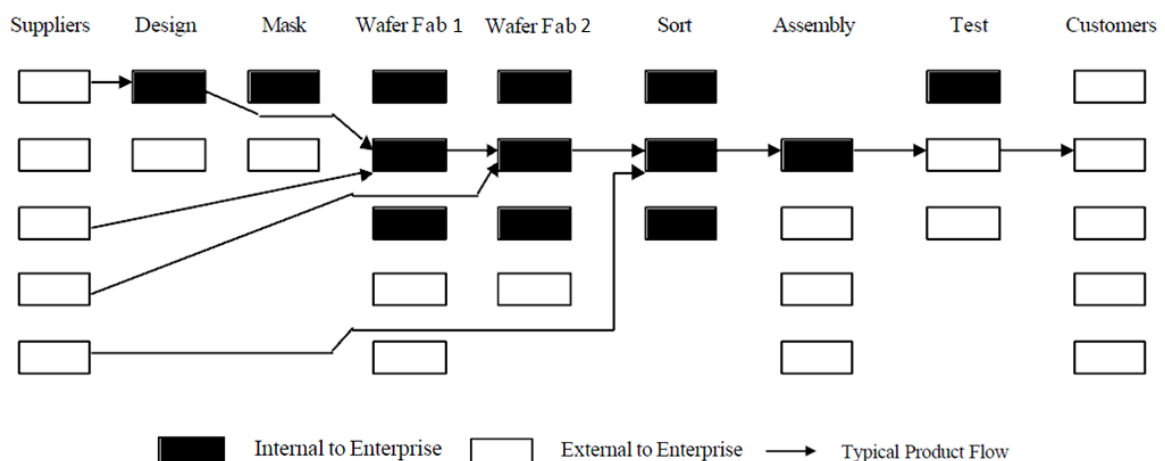 Suppliers Design Mask Wafer Fab 1 Wafer Fab 2 Sort Assembly Test Customers
Internal to Enterprise External to Enterprise Typical Product Flow